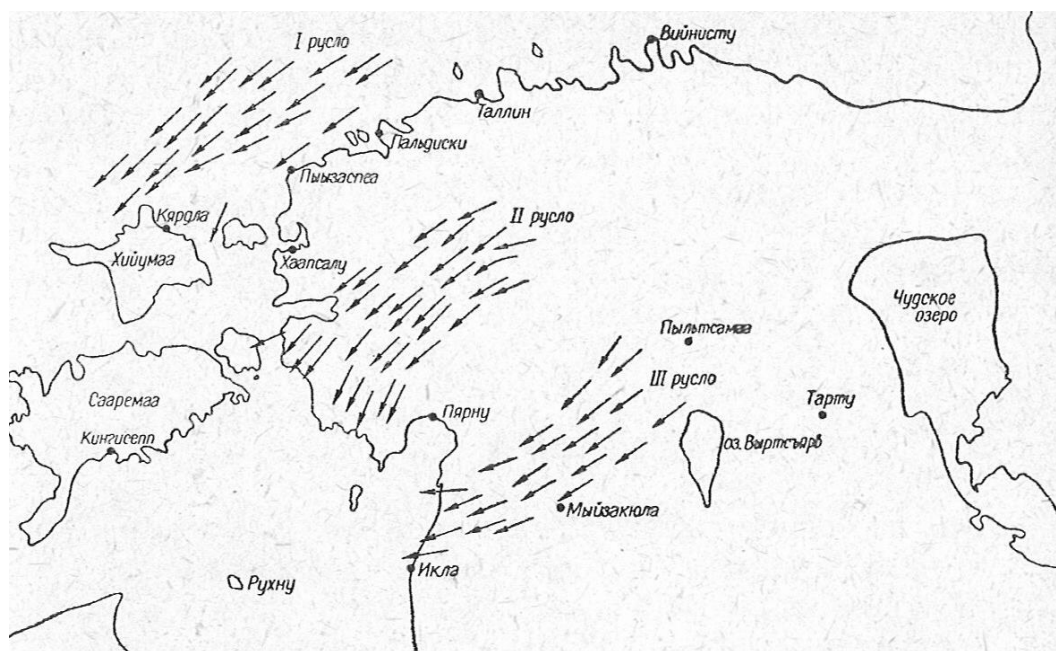 I русло
Вийнисту
Таллин
Пальдиски
Пыызаспеа
Кярдла
II русло
Хийумаа
Хаапсалу
Чудское
озеро
Пыльтсамаа
III русло
Сааремаа
Тарту
Пярну
Кингисепп
оз. Выртсъярв
Мыйзакюла
Икла
Рухну